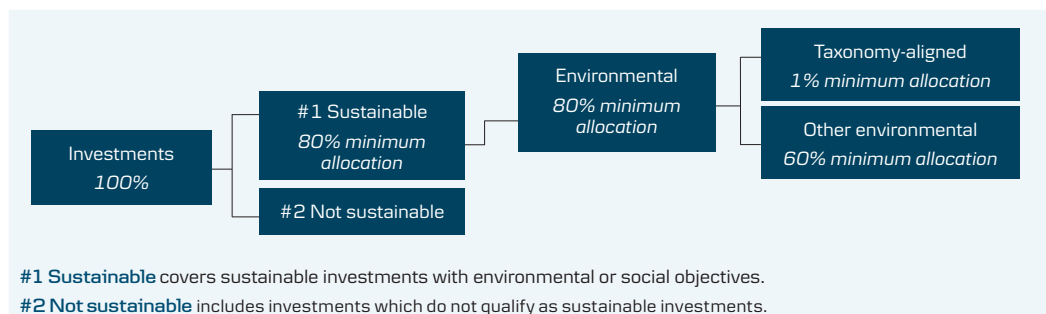 Investments
100%
#1 Sustainable
80% minimum
allocation
#2 Not sustainable
Environmental
80% minimum
allocation
Taxonomy-aligned
1% minimum allocation
Other environmental
60% minimum allocation
#1 Sustainable covers sustainable investments with environmental or social objectives.
#2 Not sustainable includes investments which do not qualify as sustainable investments.